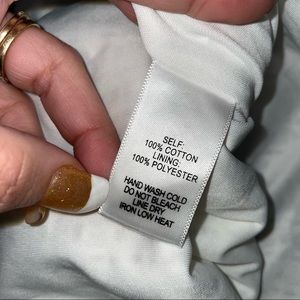 SELF:
100% COTTON
LINING:
100% POLYESTER
HAND WASH COLD
DO NOT BLEACH
LINE DRY
IRON LOW HEAT